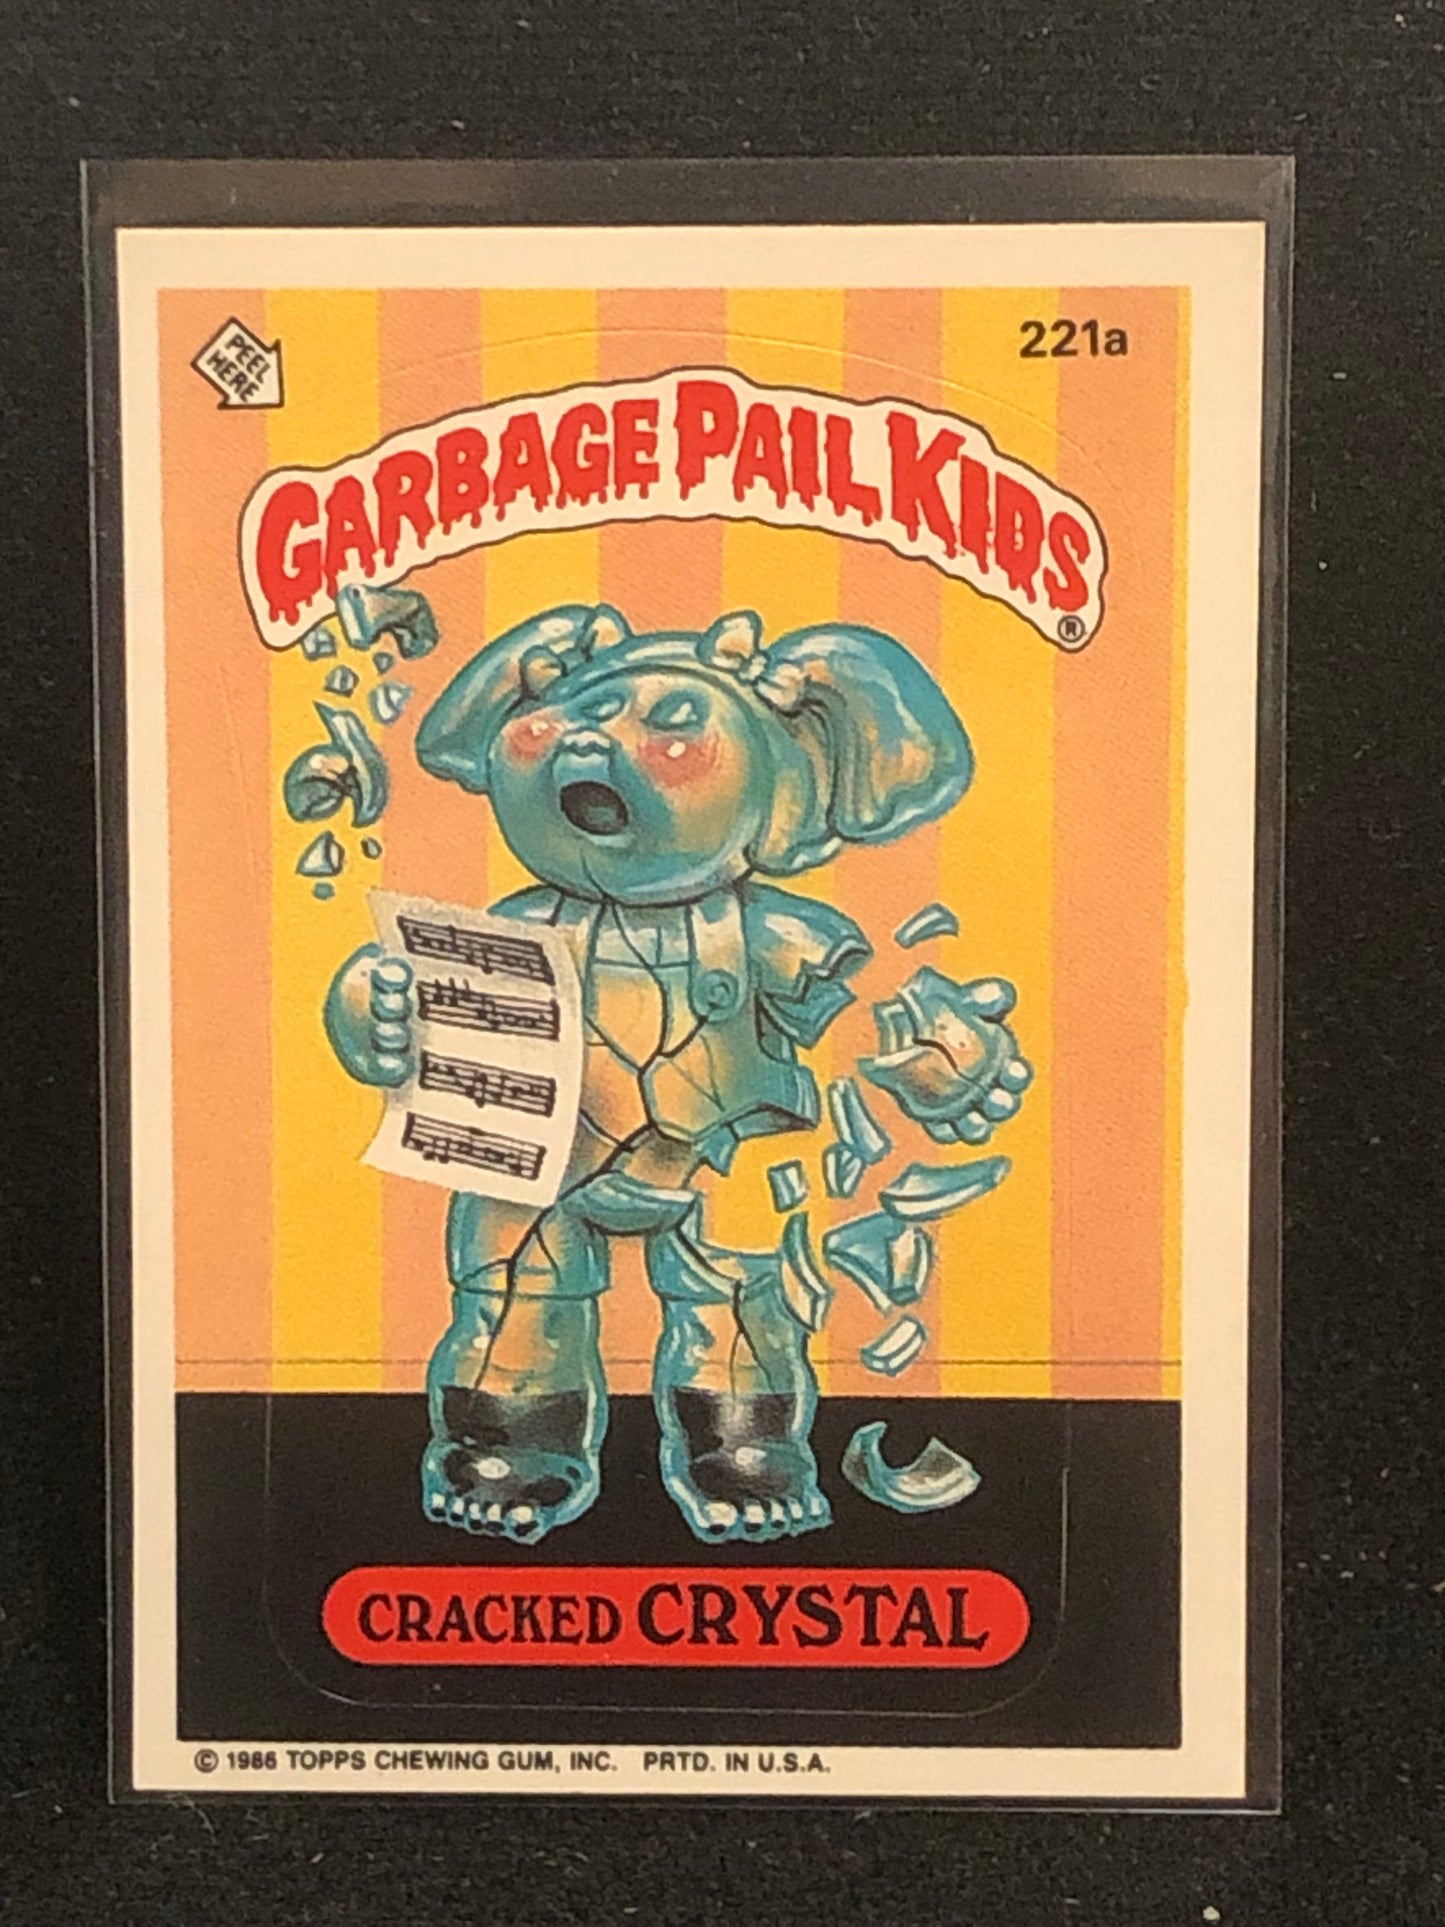 PEEL
HERE
221a
GARBAGE PAIL KIDS
®
CRACKED CRYSTAL
© 1986 TOPPS CHEWING GUM, INC. PRTD. IN U.S.A.